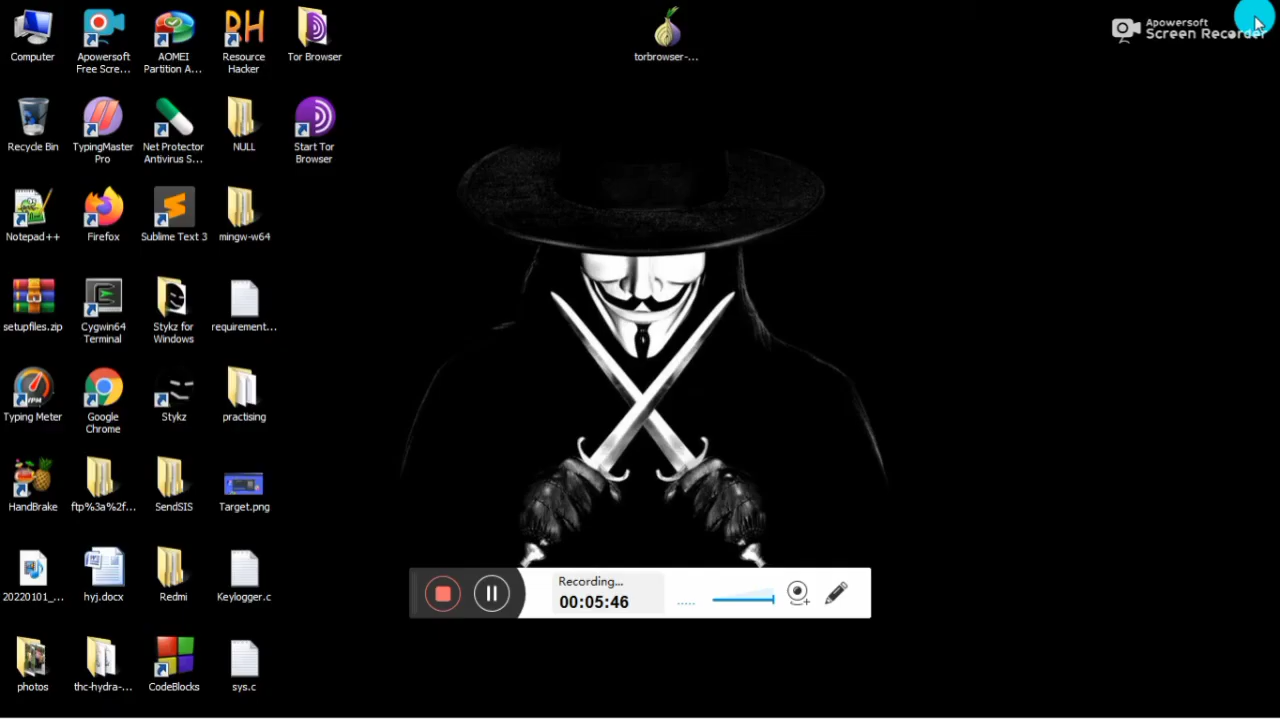 Computer
Apowersoft
Free Scre...
AOMEI
Partition A...
Resource
Hacker
Tor Browser
torbrowser-...
Apowersoft
Screen Recorder
Recycle Bin
TypingMaster
Pro
Net Protector
Antivirus S...
NULL
Start Tor
Browser
Notepad++
Firefox
Sublime Text 3
mingw-w64
setupfiles.zip
Cygwin64
Terminal
Stykz for
Windows
requirement...
Typing Meter
Google
Chrome
Stykz
practising
HandBrake
ftp%3a%2f...
SendSIS
Target.png
20220101_...
hyj.docx
Redmi
Keylogger.c
Recording...
00:05:46
photos
thc-hydra-...
CodeBlocks
sys.c